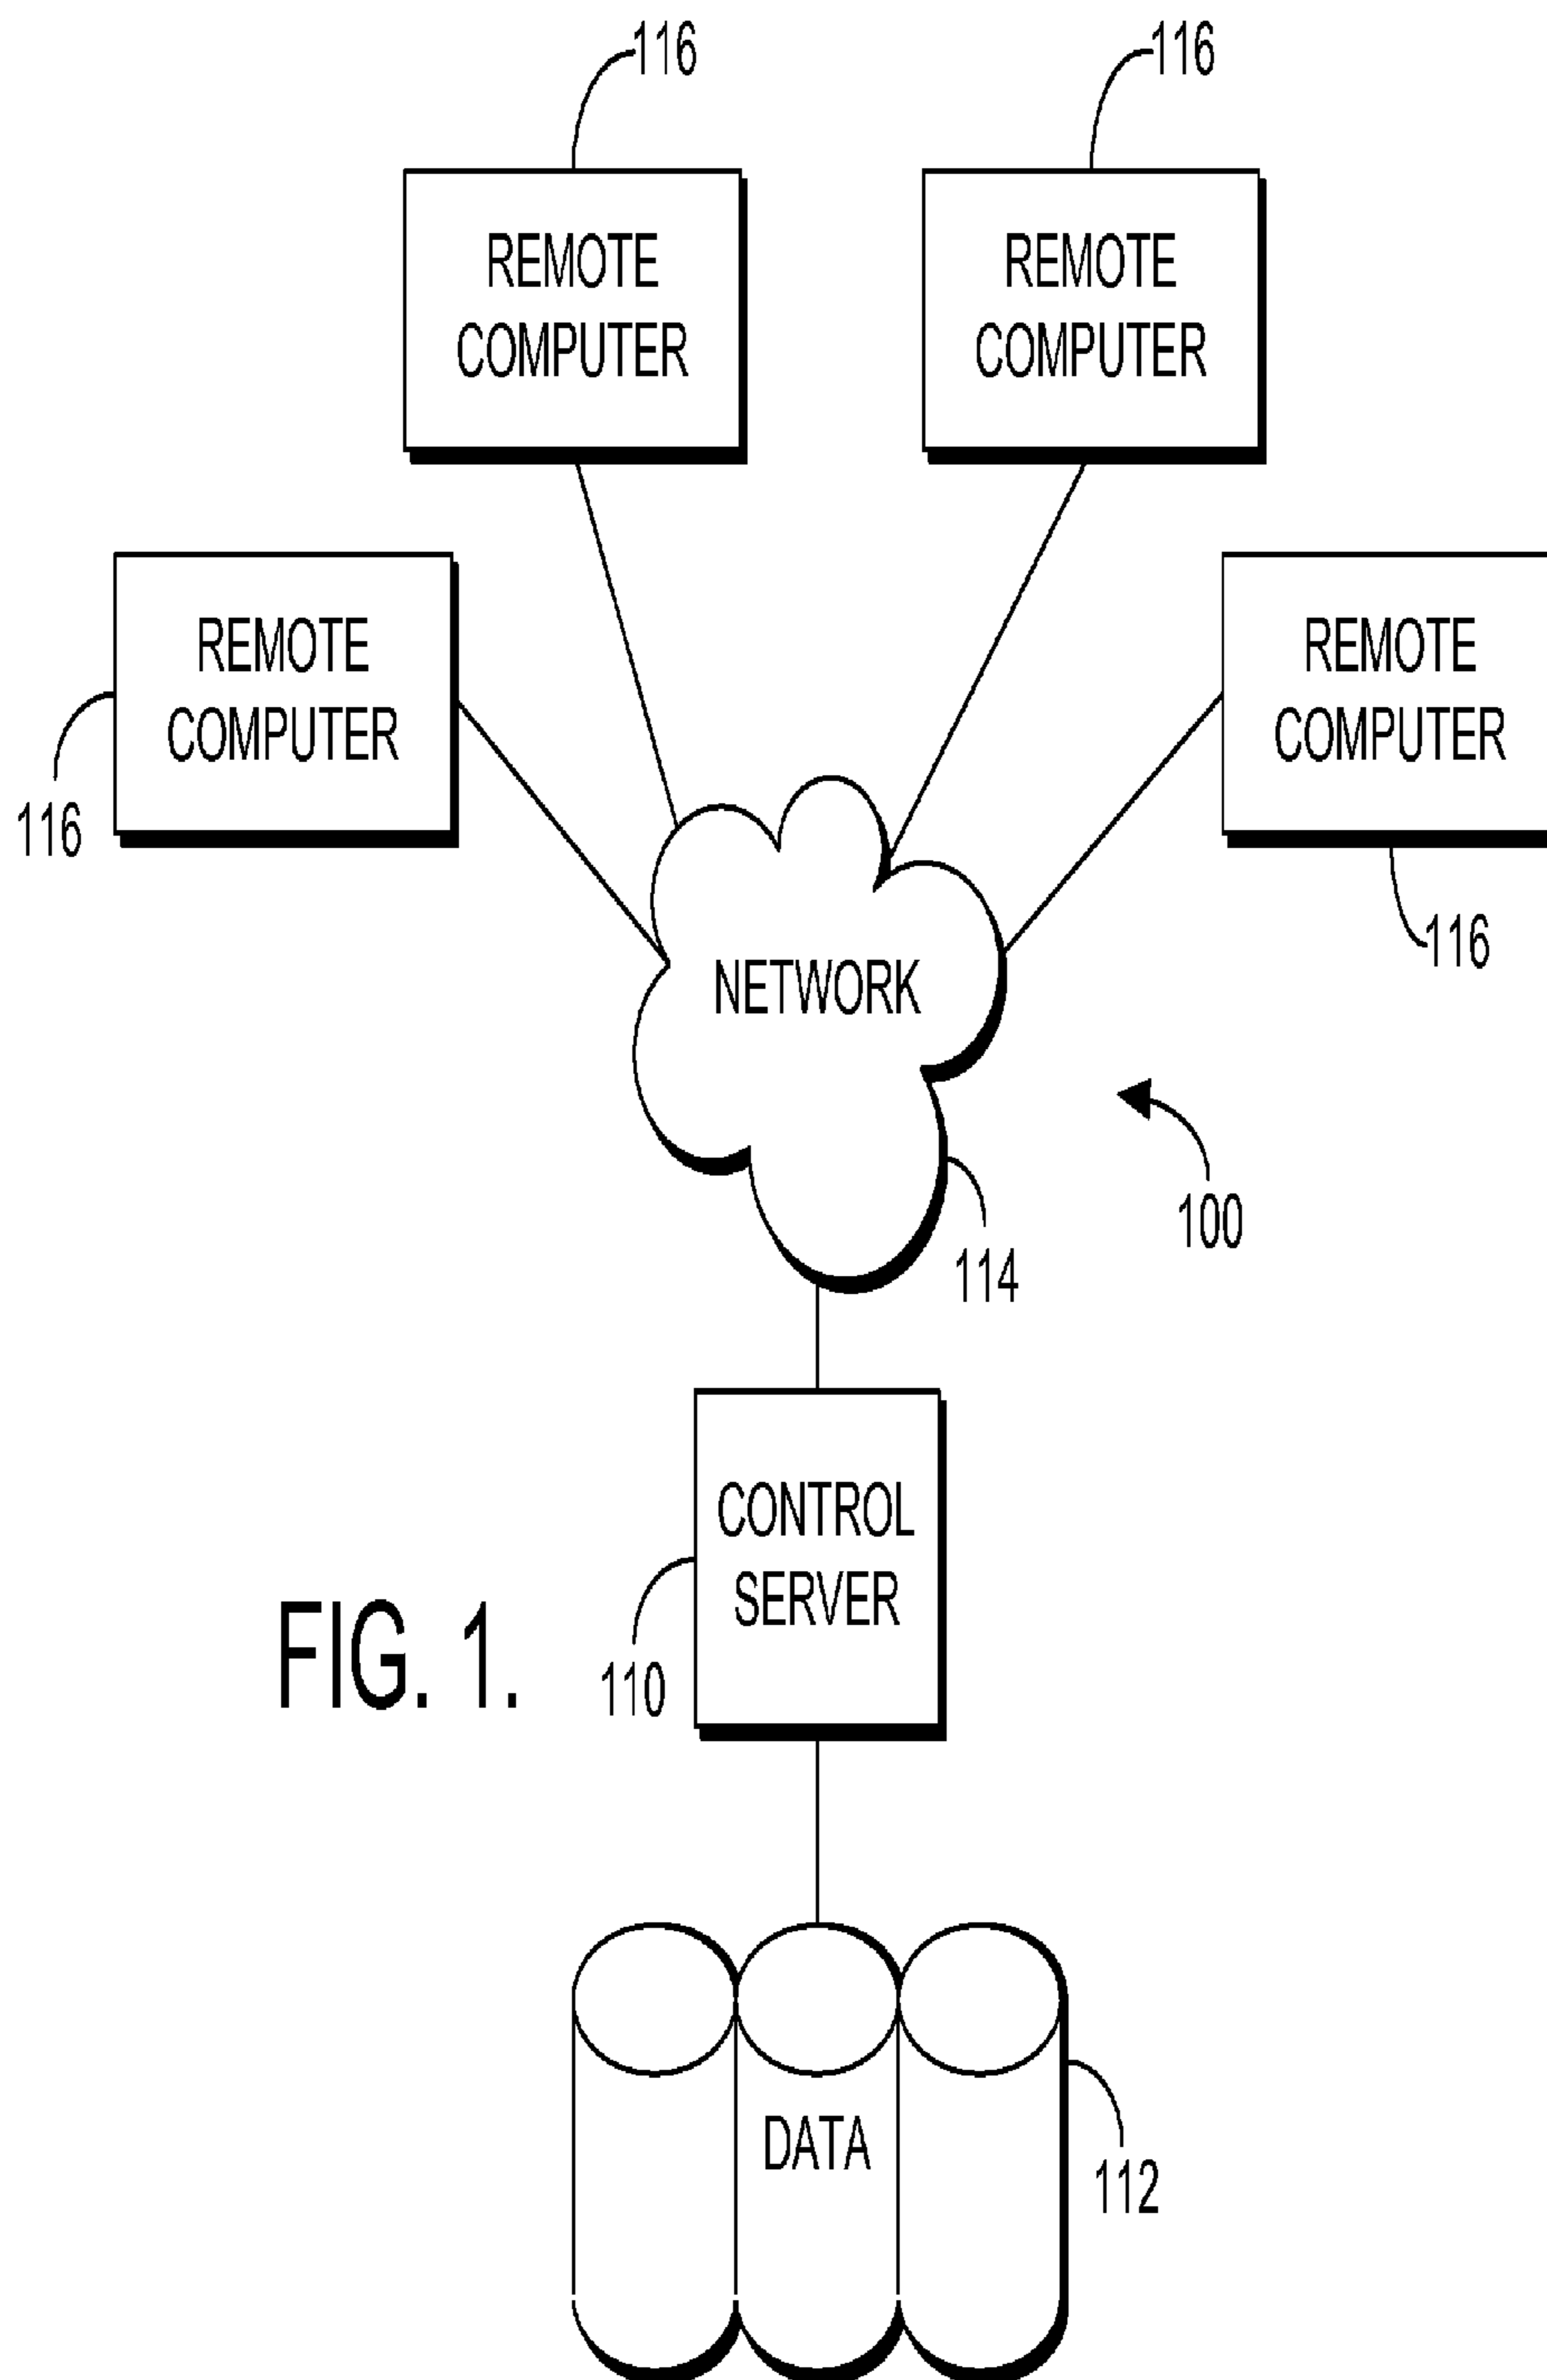 116
116
REMOTE
COMPUTER
REMOTE
COMPUTER
REMOTE
COMPUTER
REMOTE
COMPUTER
116
116
NETWORK
100
114
CONTROL
SERVER
FIG. 1.
110
DATA
112